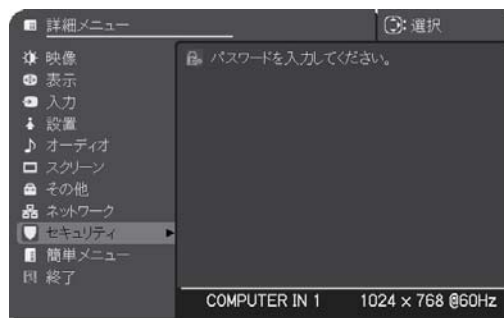 詳細メニュー
:選択
映像
表示
入力
設置
オーディオ
スクリーン
その他
ネットワーク
セキュリティ
簡単メニュー
終了
パスワードを入力してください。
COMPUTER IN 1 1024 x 768 @60Hz